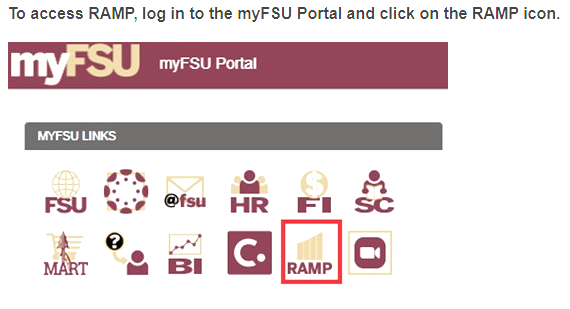 To access RAMP, log in to the myFSU Portal and click on the RAMP icon.
myFSU myFSU Portal
MYFSU LINKS
FSU @fsu HR FI SC
MART ? BI C. RAMP